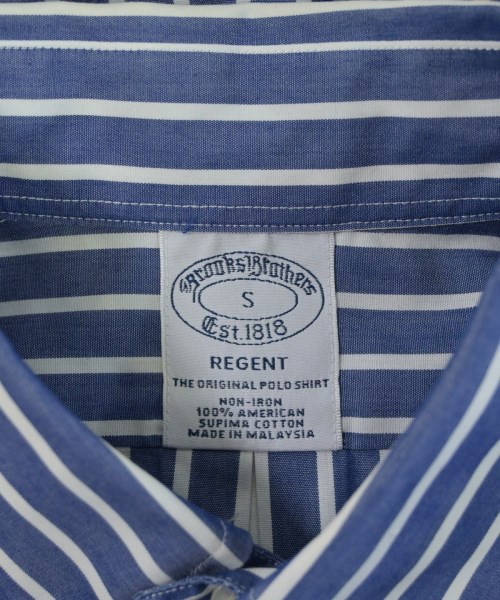 Brooks Brothers
S
Est. 1818
REGENT
THE ORIGINAL POLO SHIRT
NON-IRON
100% AMERICAN
SUPIMA COTTON
MADE IN MALAYSIA